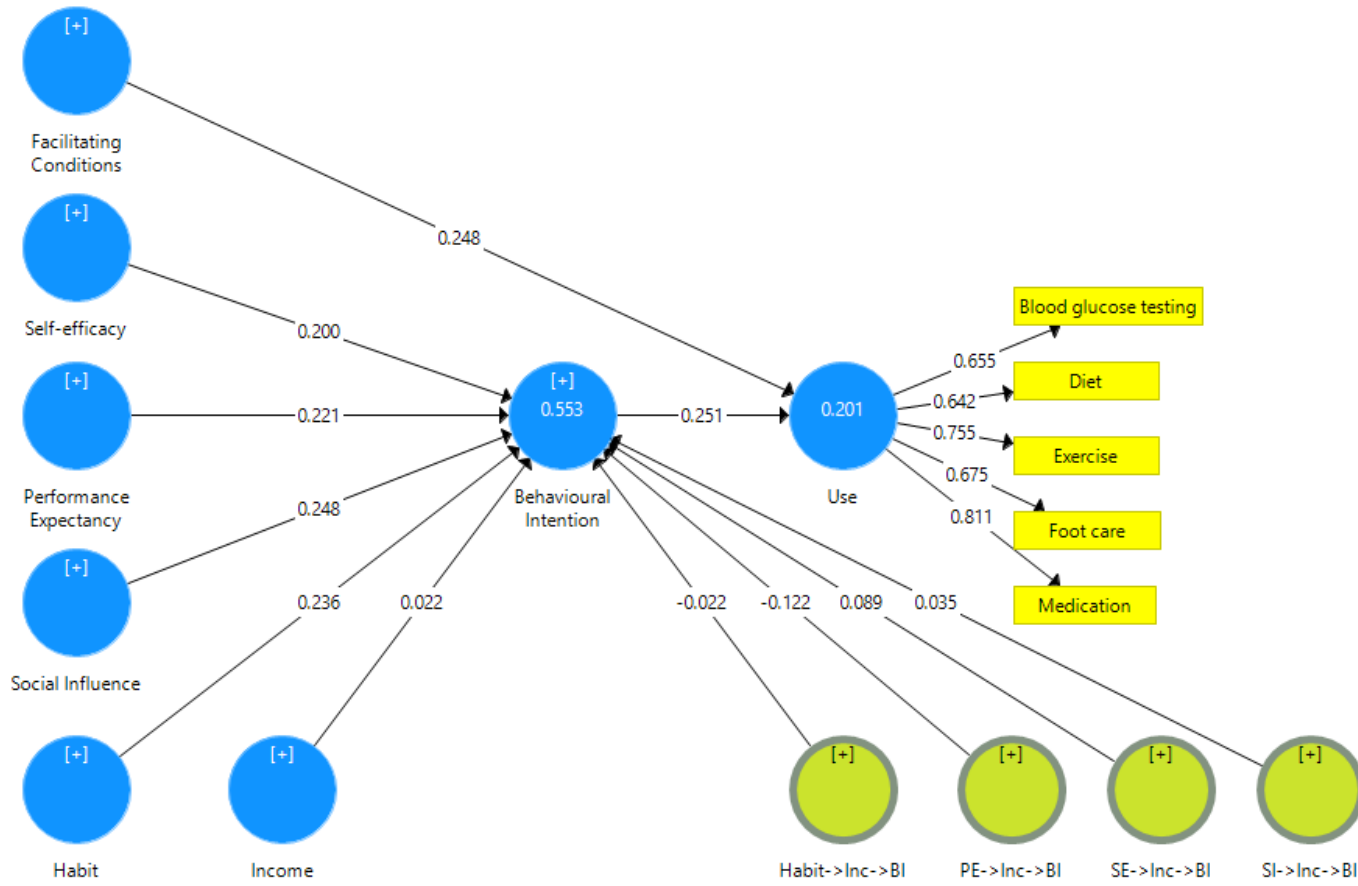 [+]
Facilitating
Conditions
[+]
Self-efficacy
[+]
Performance
Expectancy
[+]
Social Influence
[+]
Habit
[+]
Income
0.248
0.200
0.221
0.248
0.236
0.022
[+]
0.553
Behavioural
Intention
0.251
0.201
Use
0.655
0.642
0.755
0.675
0.811
Blood glucose testing
Diet
Exercise
Foot care
Medication
-0.022
-0.122
0.089
0.035
[+]
Habit->Inc->BI
[+]
PE->Inc->BI
[+]
SE->Inc->BI
[+]
SI->Inc->BI